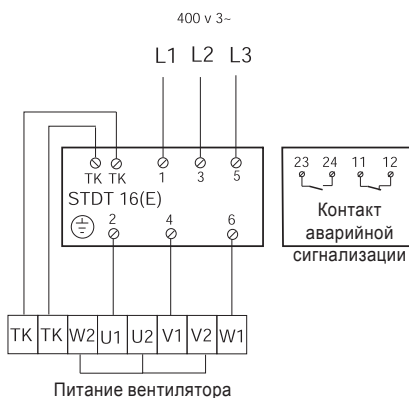 400 v 3~
L1 L2 L3
TK TK 1 3 5
STDT 16(E)
2 4 6
23 24 11 12
Контакт
аварийной
сигнализации
TK TK W2 U1 U2 V1 V2 W1
Питание вентилятора